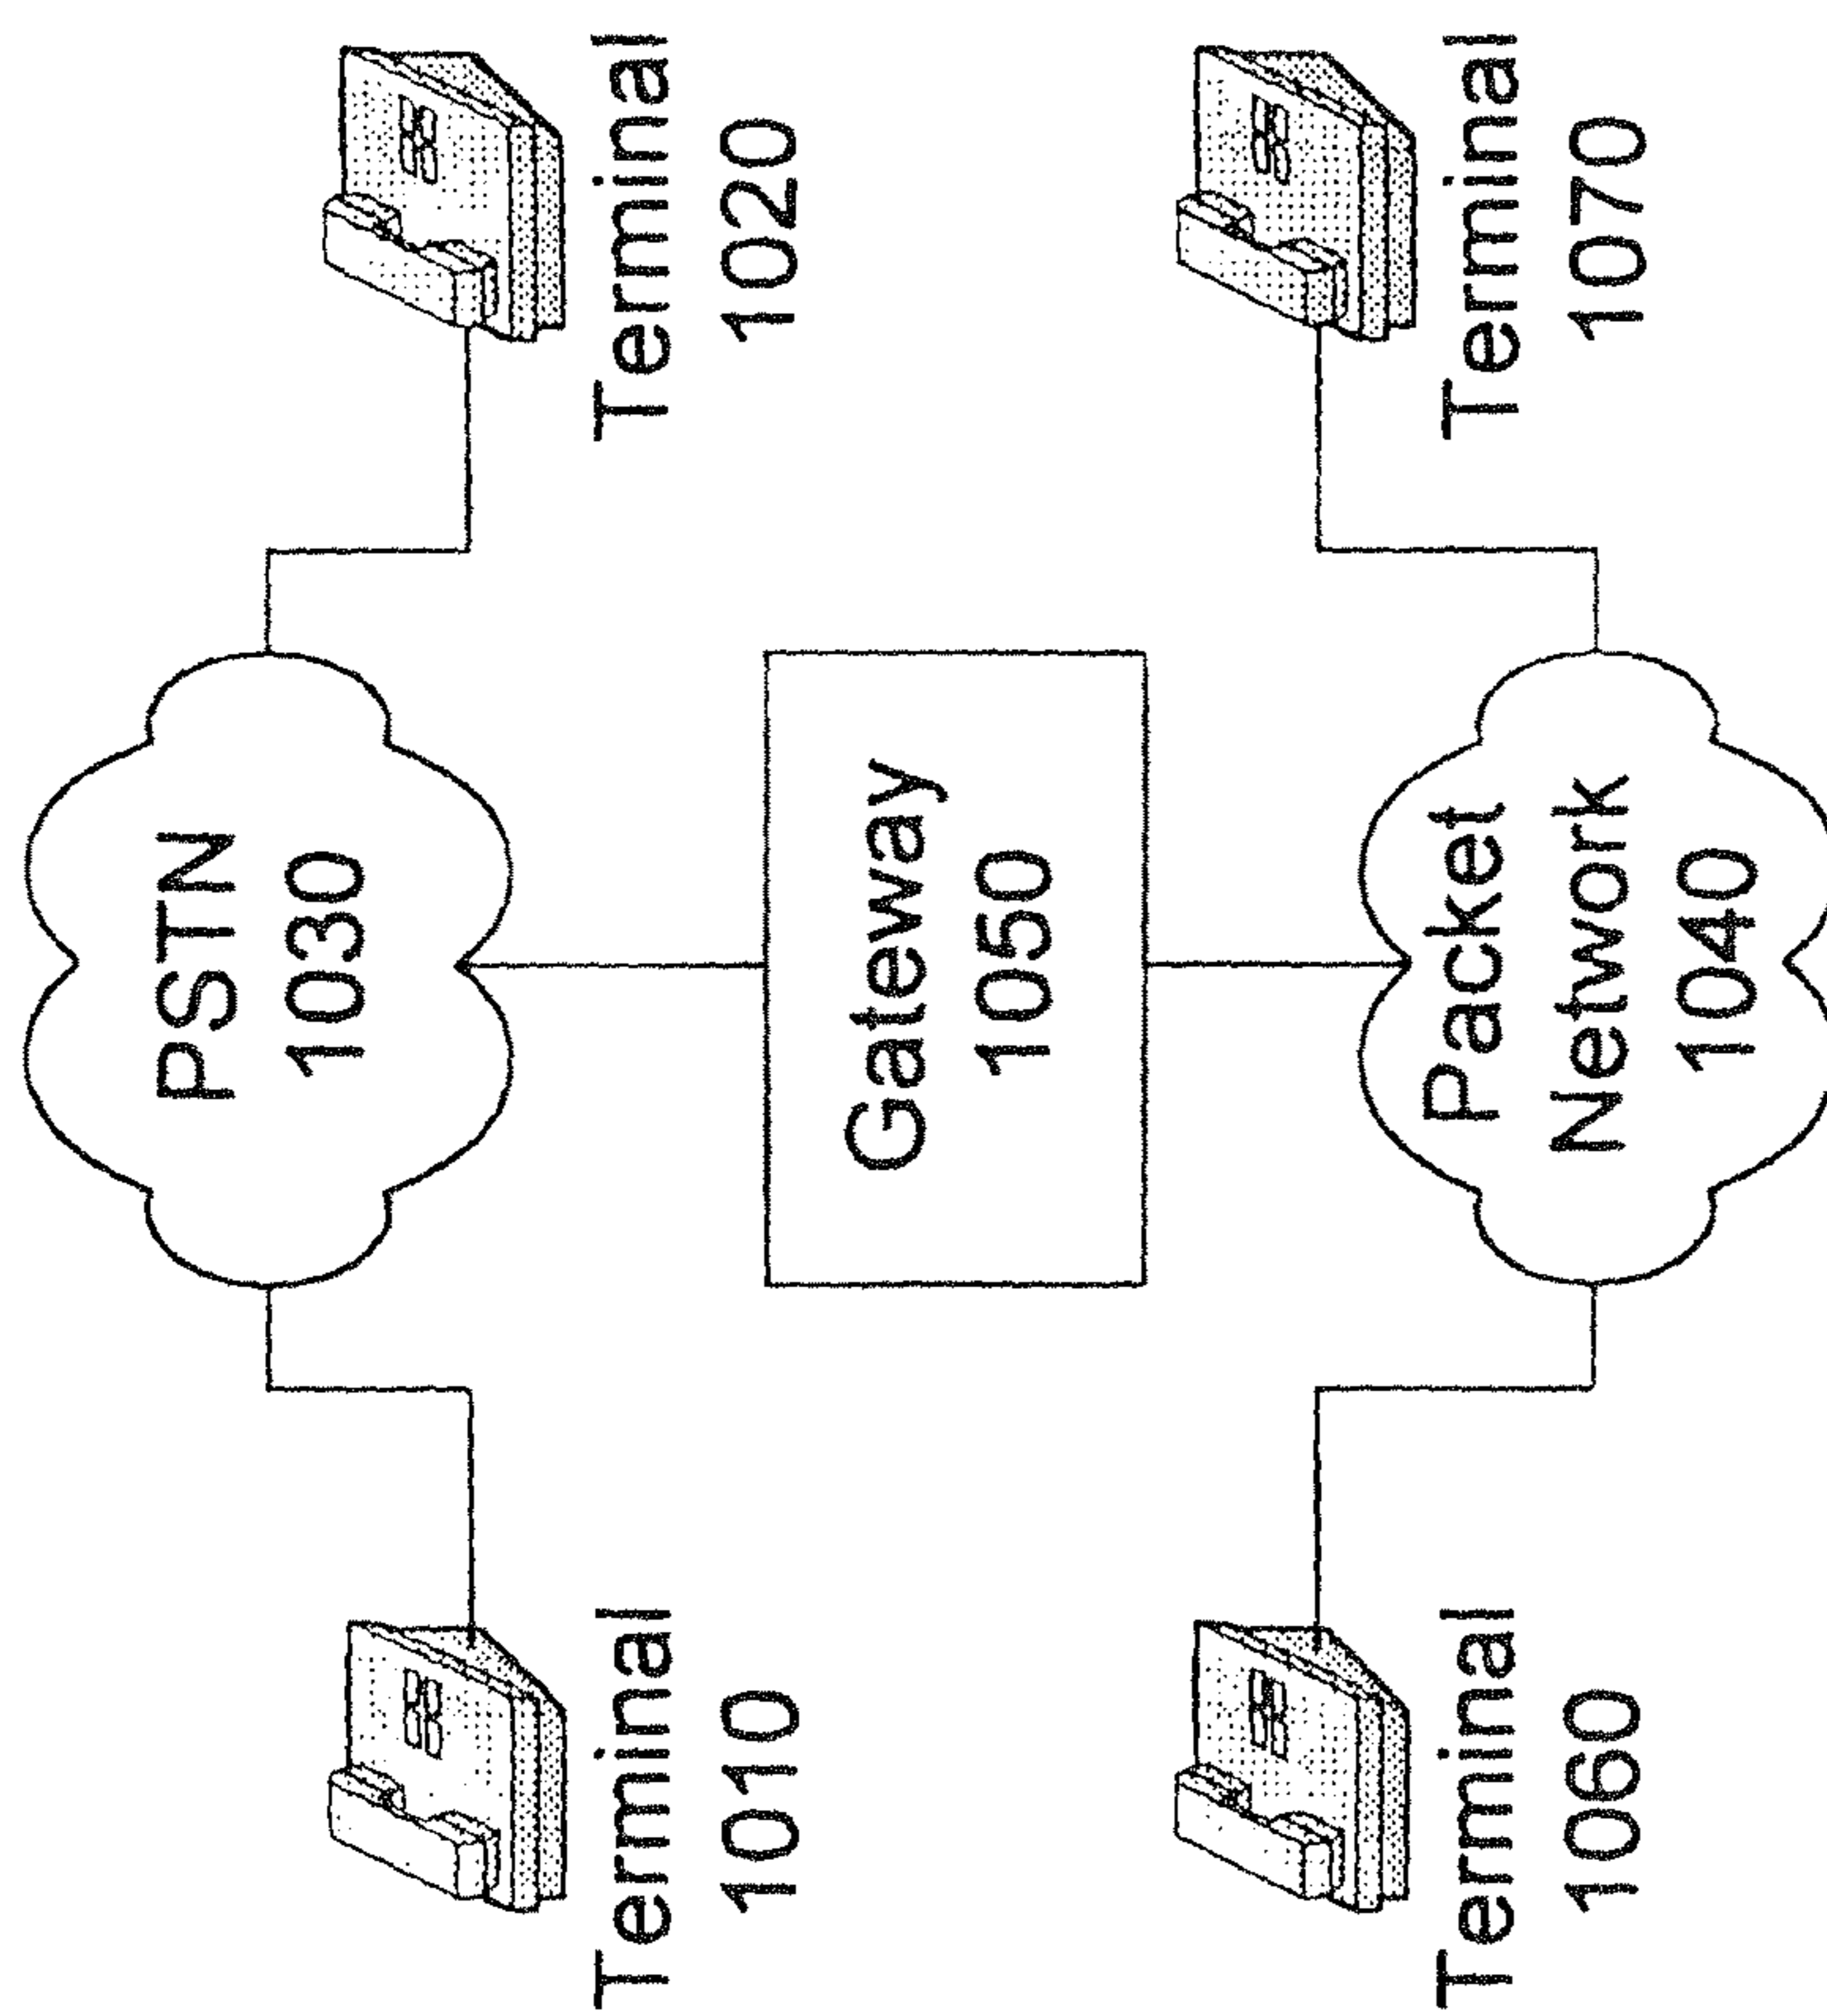 Terminal
1010
PSTN
1030
Terminal
1020
Gateway
1050
Terminal
1060
Packet
Network
1040
Terminal
1070